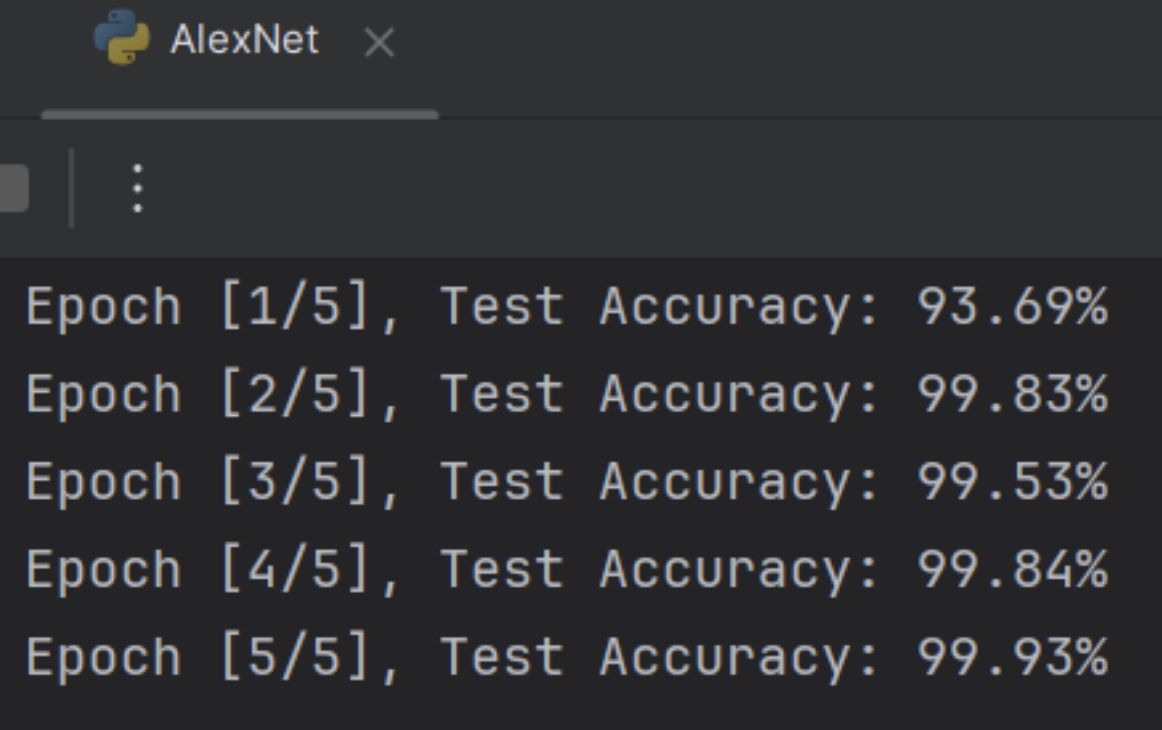 AlexNet
Epoch [1/5], Test Accuracy: 93.69%
Epoch [2/5], Test Accuracy: 99.83%
Epoch [3/5], Test Accuracy: 99.53%
Epoch [4/5], Test Accuracy: 99.84%
Epoch [5/5], Test Accuracy: 99.93%